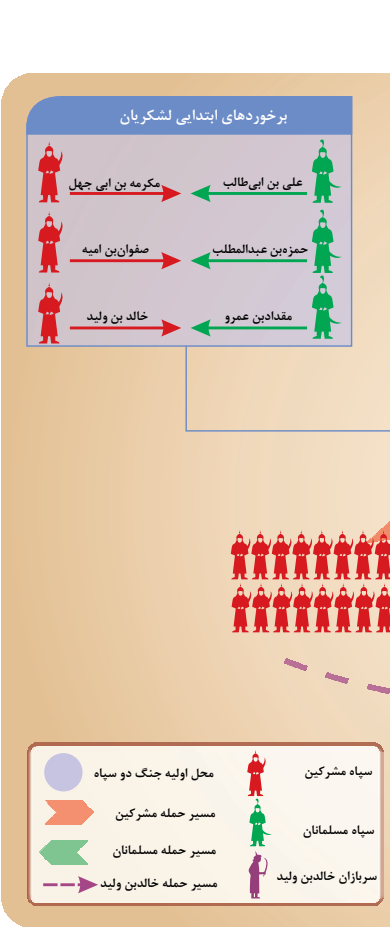 برخوردهای ابتدایی لشکریان
علی بن ابی‌طالب
مکرمه بن ابی جهل
حمزه‌بن عبدالمطلب
صفوان‌بن امیه
مقدادبن عمرو
خالد بن ولید
سپاه مشرکین
سپاه مسلمانان
سربازان خالدبن ولید
محل اولیه جنگ دو سپاه
مسیر حمله مشرکین
مسیر حمله مسلمانان
مسیر حمله خالدبن ولید